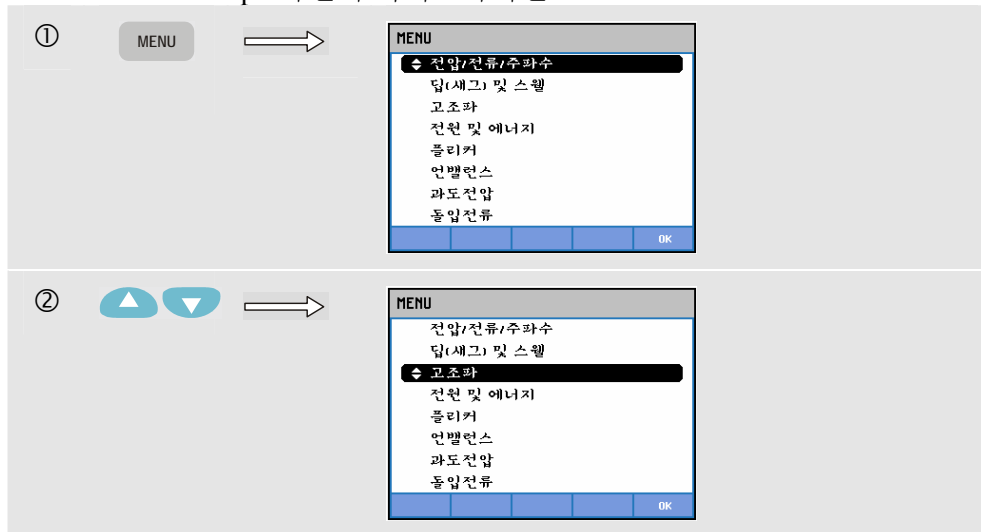 ①
MENU
MENU
전압/전류/주파수
딥(새그) 및 스웰
고조파
전원 및 에너지
플리커
언밸런스
과도전압
돌입전류
OK
②
MENU
전압/전류/주파수
딥(새그) 및 스웰
고조파
전원 및 에너지
플리커
언밸런스
과도전압
돌입전류
OK